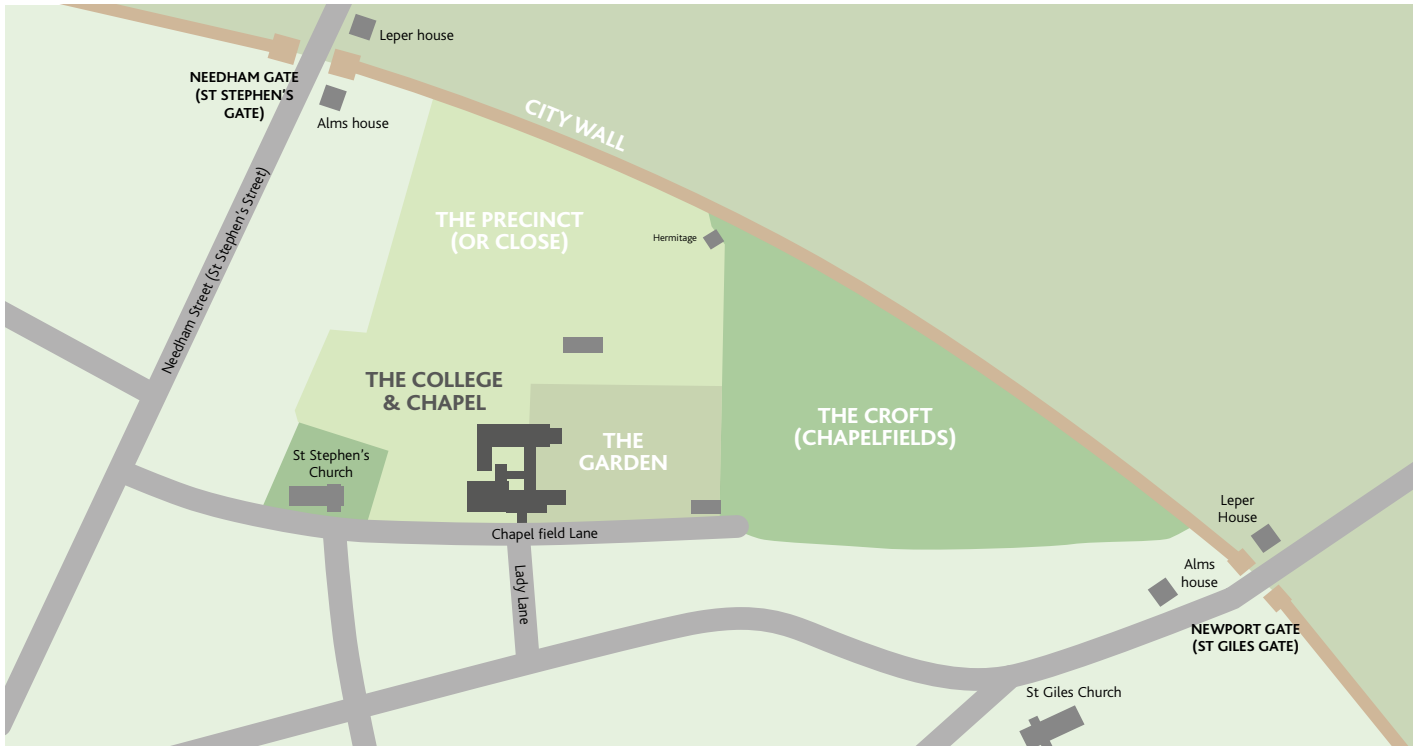 Leper house
NEEDHAM GATE
(ST STEPHEN'S
GATE)
Alms house
CITY WALL
Needham Street (St Stephen's Street)
THE PRECINCT
(OR CLOSE)
Hermitage
THE COLLEGE
& CHAPEL
THE CROFT
(CHAPELFIELDS)
THE
GARDEN
St Stephen's
Church
Chapel field Lane
Lady Lane
Leper
House
Alms
house
NEWPORT GATE
(ST GILES GATE)
St Giles Church